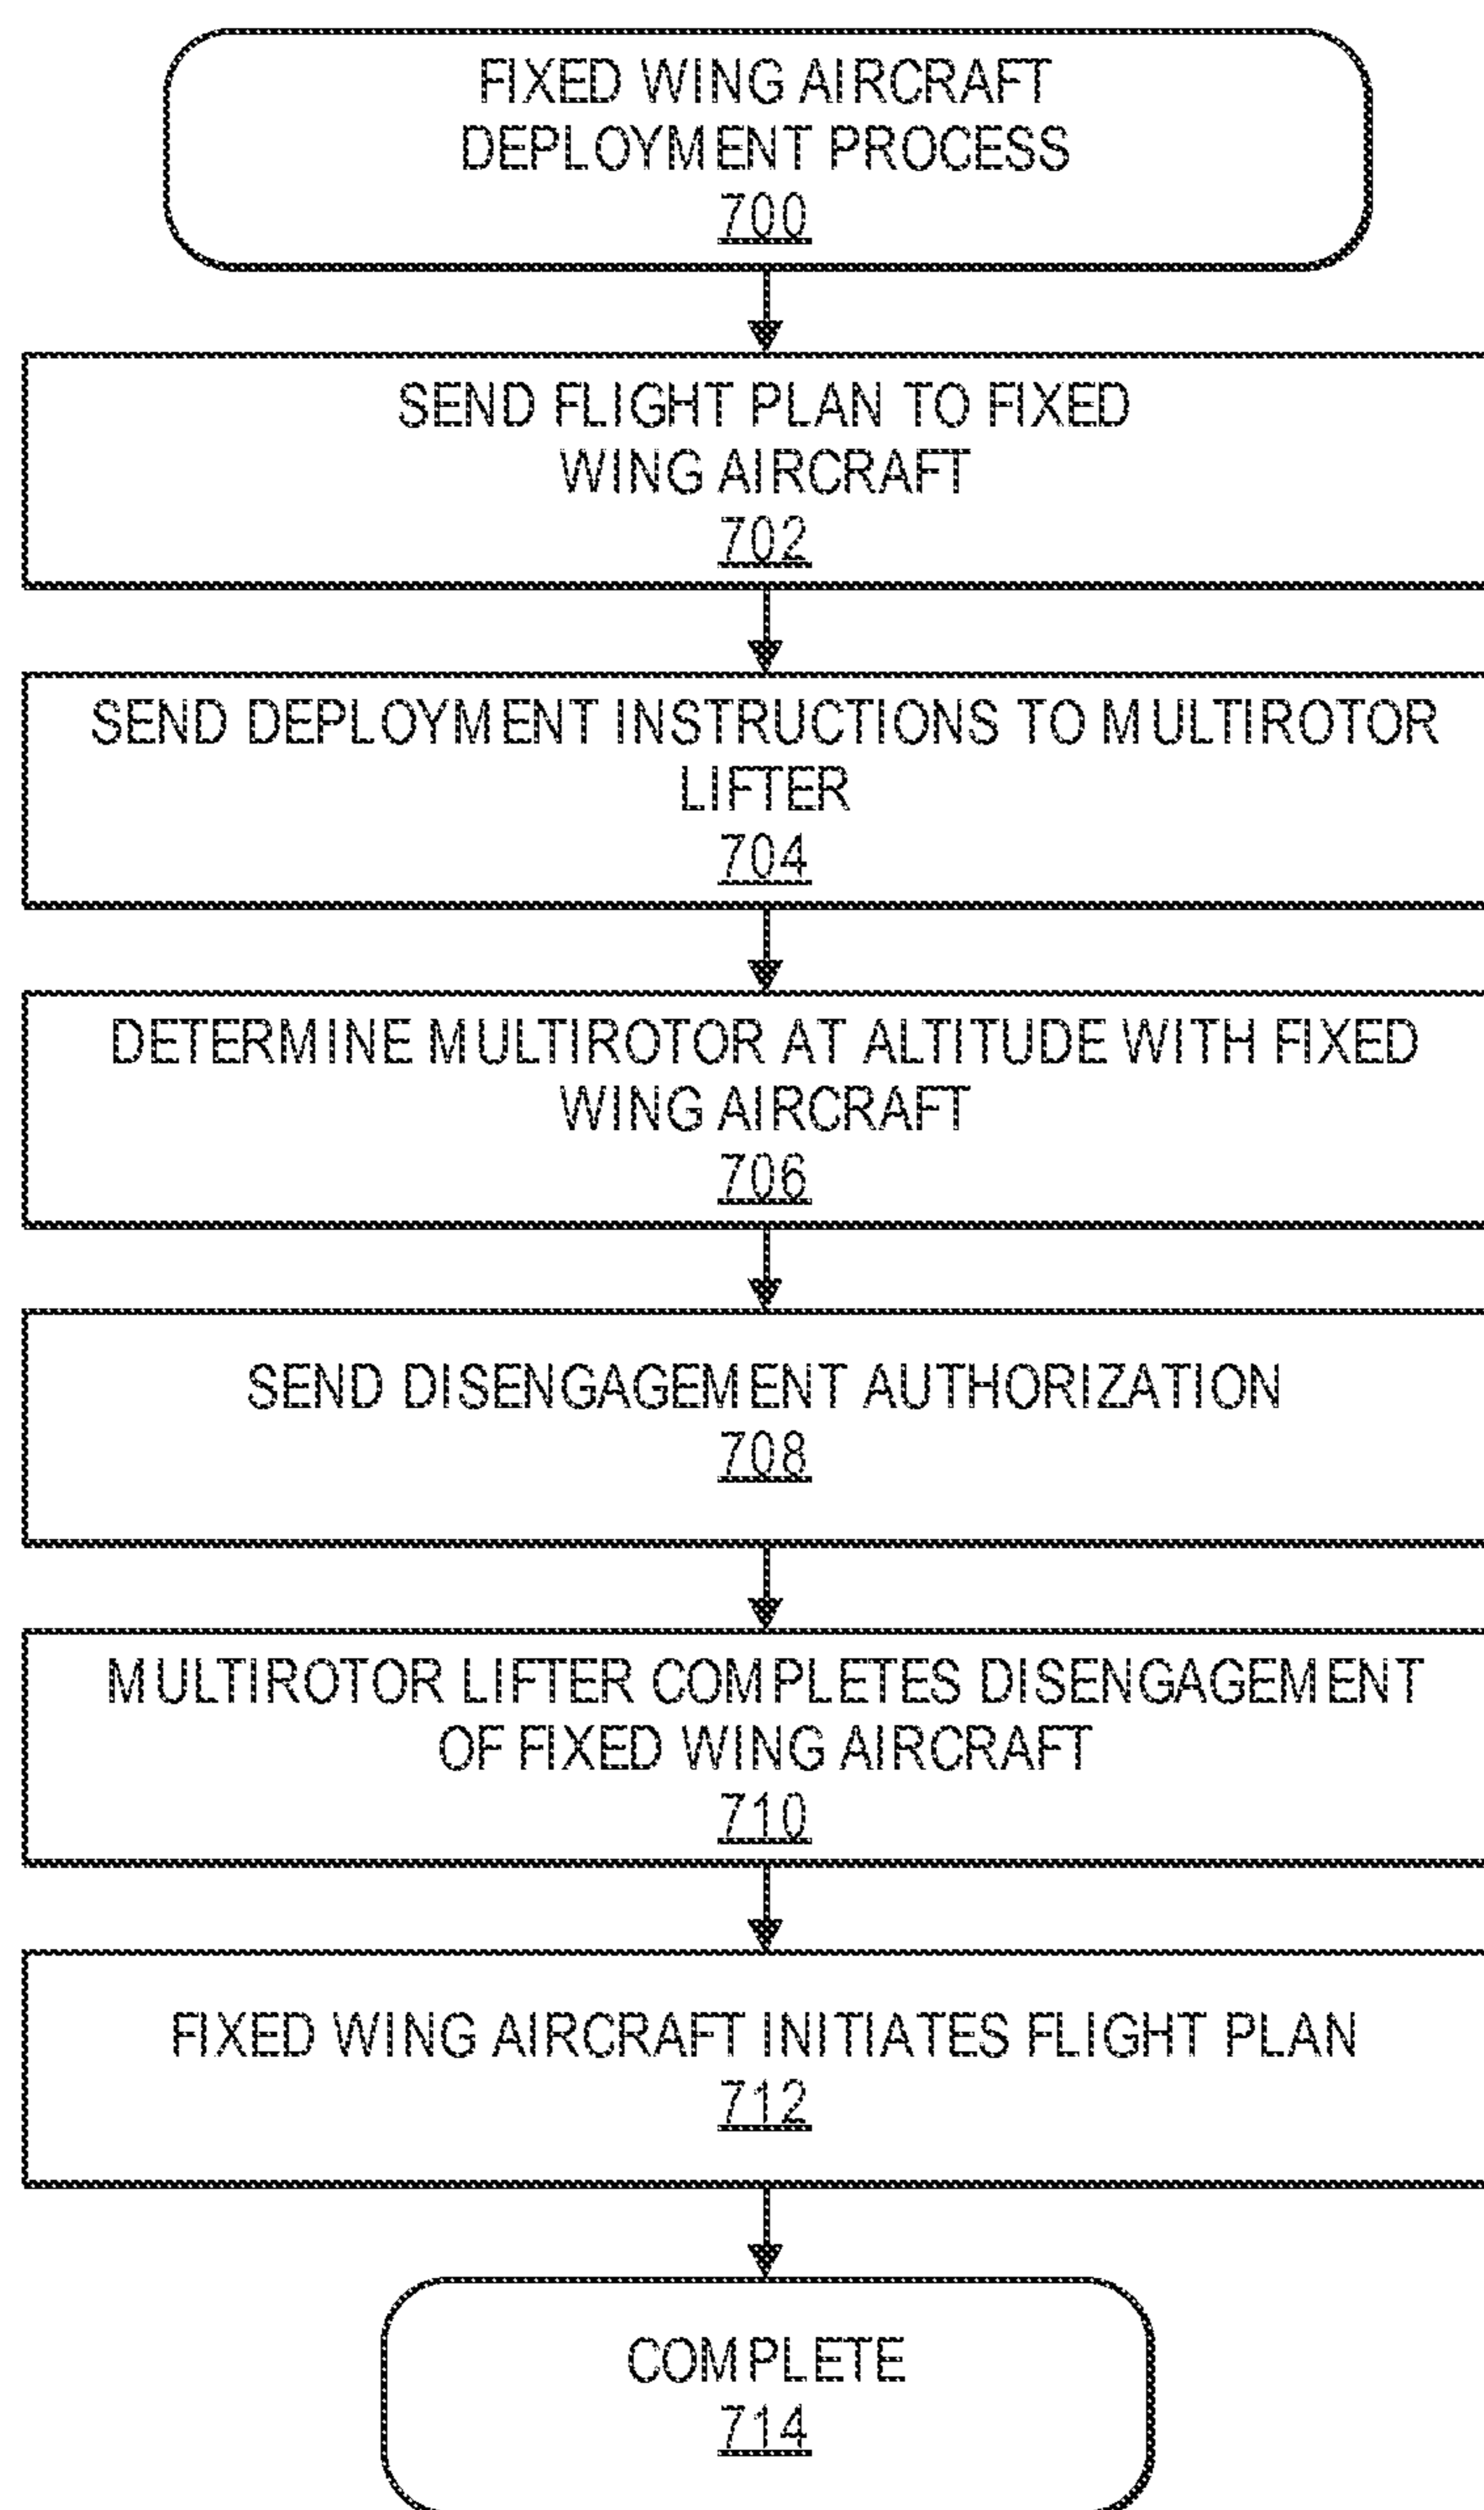 FIXED WING AIRCRAFT
DEPLOYMENT PROCESS
700
SEND FLIGHT PLAN TO FIXED
WING AIRCRAFT
702
SEND DEPLOYMENT INSTRUCTIONS TO MULTIROTOR
LIFTER
704
DETERMINE MULTIROTOR AT ALTITUDE WITH FIXED
WING AIRCRAFT
706
SEND DISENGAGEMENT AUTHORIZATION
708
MULTIROTOR LIFTER COMPLETES DISENGAGEMENT
OF FIXED WING AIRCRAFT
710
FIXED WING AIRCRAFT INITIATES FLIGHT PLAN
712
COMPLETE
714